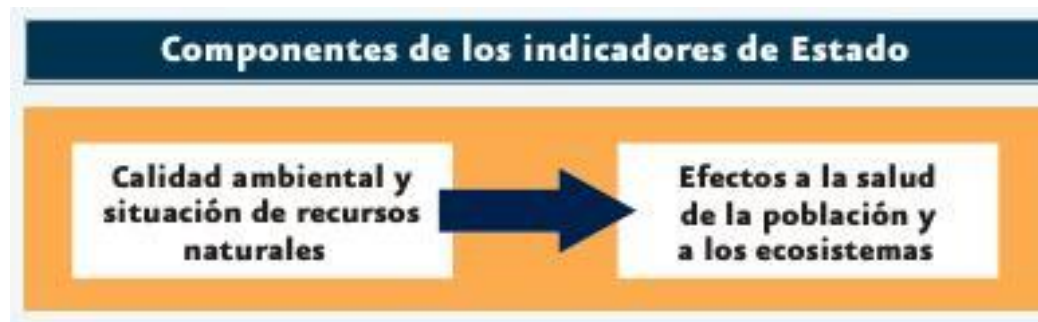 Componentes de los indicadores de Estado
Calidad ambiental y
situación de recursos
naturales
Efectos a la salud
de la población y
a los ecosistemas